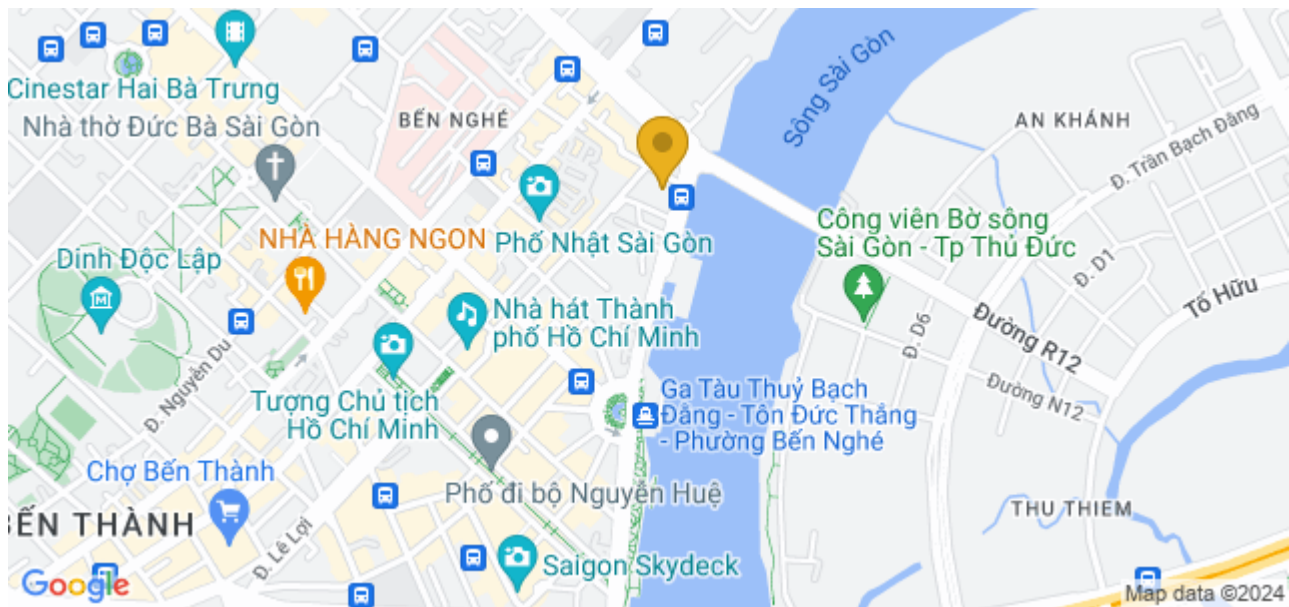 Sông Sài Gòn
Cinestar Hai Bà Trưng
Nhà thờ Đức Bà Sài Gòn
BẾN NGHÉ
AN KHÁNH
Đ. Trần Bạch Đằng
NHÀ HÀNG NGON
Phố Nhật Sài Gòn
Công viên Bờ sông
Sài Gòn - Tp Thủ Đức
Dinh Độc Lập
Đ. D1
Tố Hữu
Nhà hát Thành
phố Hồ Chí Minh
Đ. D6
Đường R12
Đ. Nguyễn Du
Tượng Chủ tịch
Hồ Chí Minh
Ga Tàu Thuỷ Bạch
Đằng - Tôn Đức Thắng
- Phường Bến Nghé
Đường N12
Chợ Bến Thành
Phố đi bộ Nguyễn Huệ
BẾN THÀNH
THU THIEM
Đ. Lê Lợi
Saigon Skydeck
Google
Map data ©2024